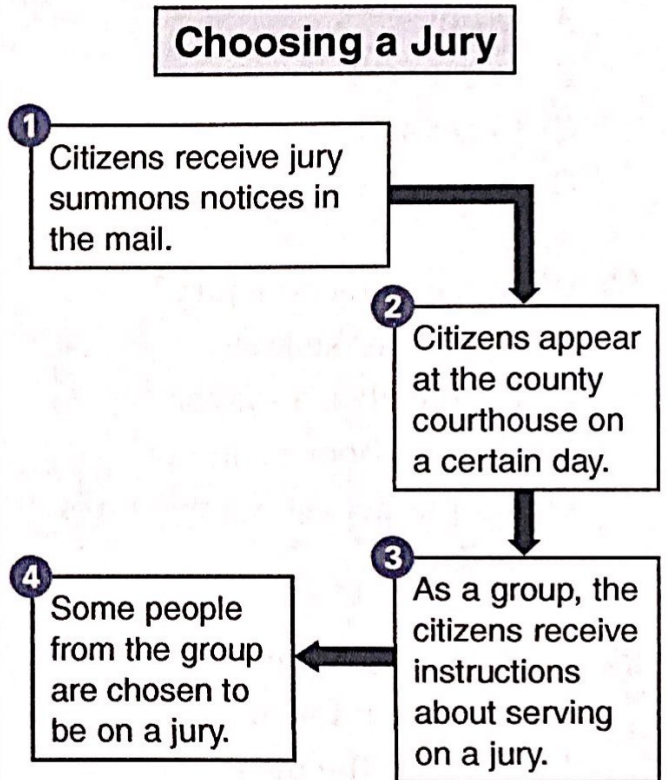 Choosing a Jury
1
Citizens receive jury
summons notices in
the mail.
2
Citizens appear
at the county
courthouse on
a certain day.
3
As a group, the
citizens receive
instructions
about serving
on a jury.
4
Some people
from the group
are chosen to
be on a jury.